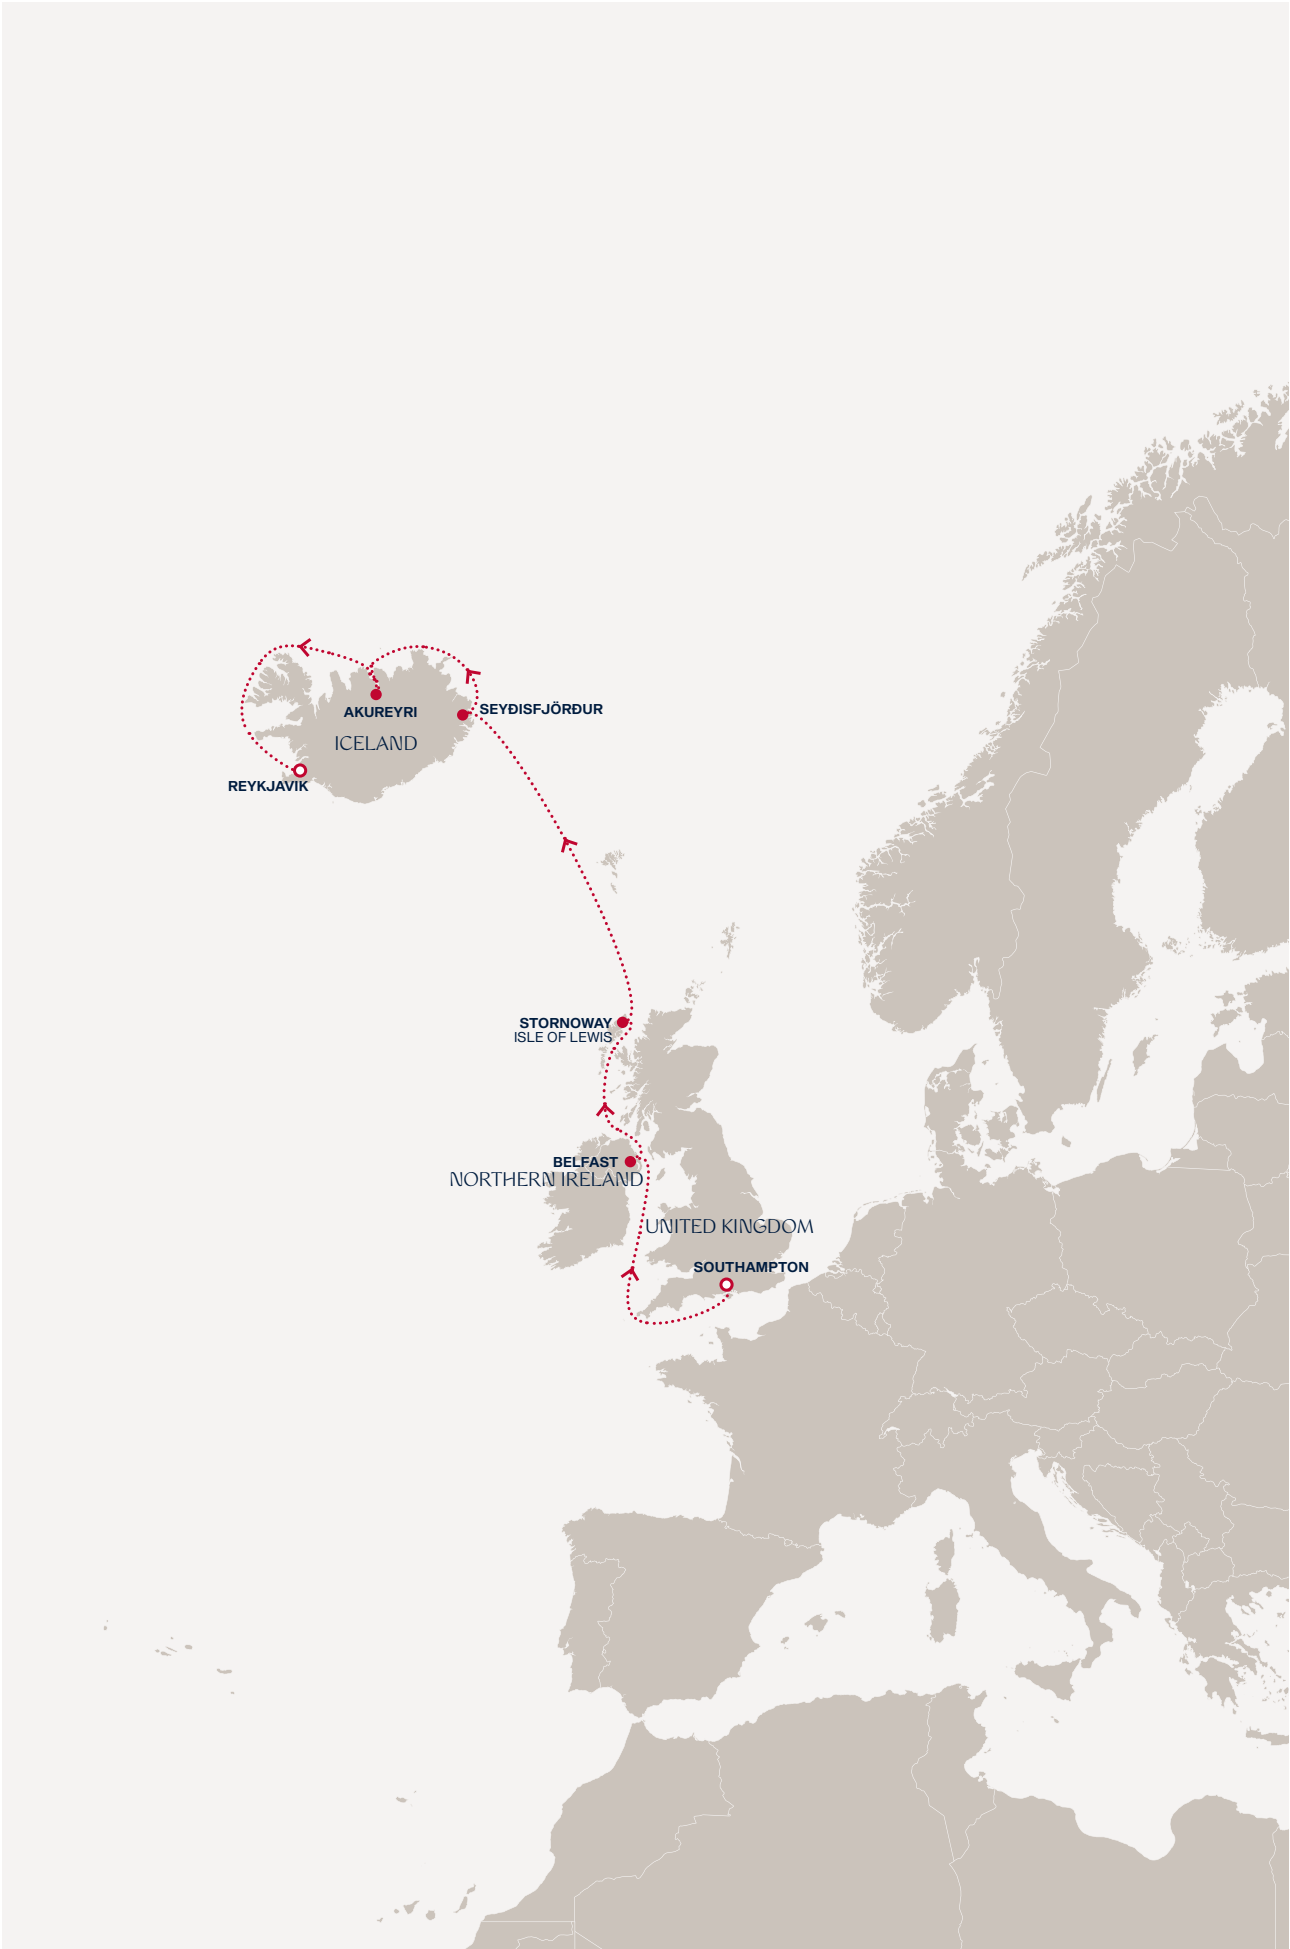 SEYÐISFJÖRÐUR
AKUREYRI
ICELAND
REYKJAVIK
STORNOWAY
ISLE OF LEWIS
BELFAST
NORTHERN IRELAND
UNITED KINGDOM
SOUTHAMPTON